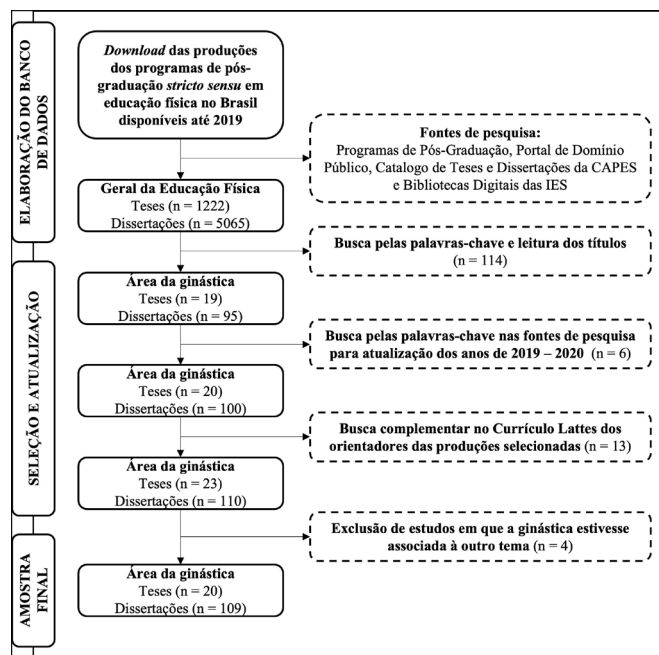 ELABORAÇÃO DO BANCO
DE DADOS
Download das produções
dos programas de pós-
graduação stricto sensu em
educação física no Brasil
disponíveis até 2019
Fontes de pesquisa:
Programas de Pós-Graduação, Portal de Domínio
Público, Catalogo de Teses e Dissertações da CAPES
e Bibliotecas Digitais das IES
Geral da Educação Física
Teses (n = 1222)
Dissertações (n = 5065)
Busca pelas palavras-chave e leitura dos títulos
(n = 114)
SELEÇÃO E ATUALIZAÇÃO
Área da ginástica
Teses (n = 19)
Dissertações (n = 95)
Busca pelas palavras-chave nas fontes de pesquisa
para atualização dos anos de 2019 – 2020 (n = 6)
Área da ginástica
Teses (n = 20)
Dissertações (n = 100)
Busca complementar no Currículo Lattes dos
orientadores das produções selecionadas (n = 13)
Área da ginástica
Teses (n = 23)
Dissertações (n = 110)
Exclusão de estudos em que a ginástica estivesse
associada à outro tema (n = 4)
AMOSTRA
FINAL
Área da ginástica
Teses (n = 20)
Dissertações (n = 109)